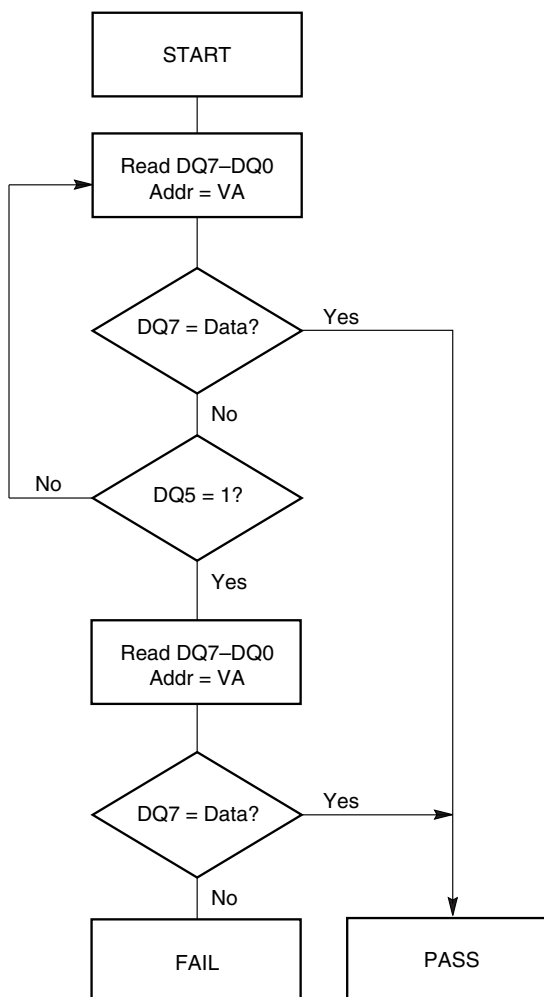 START
Read DQ7–DQ0
Addr = VA
DQ7 = Data?
Yes
No
DQ5 = 1?
No
Yes
Read DQ7–DQ0
Addr = VA
DQ7 = Data?
Yes
No
FAIL
PASS